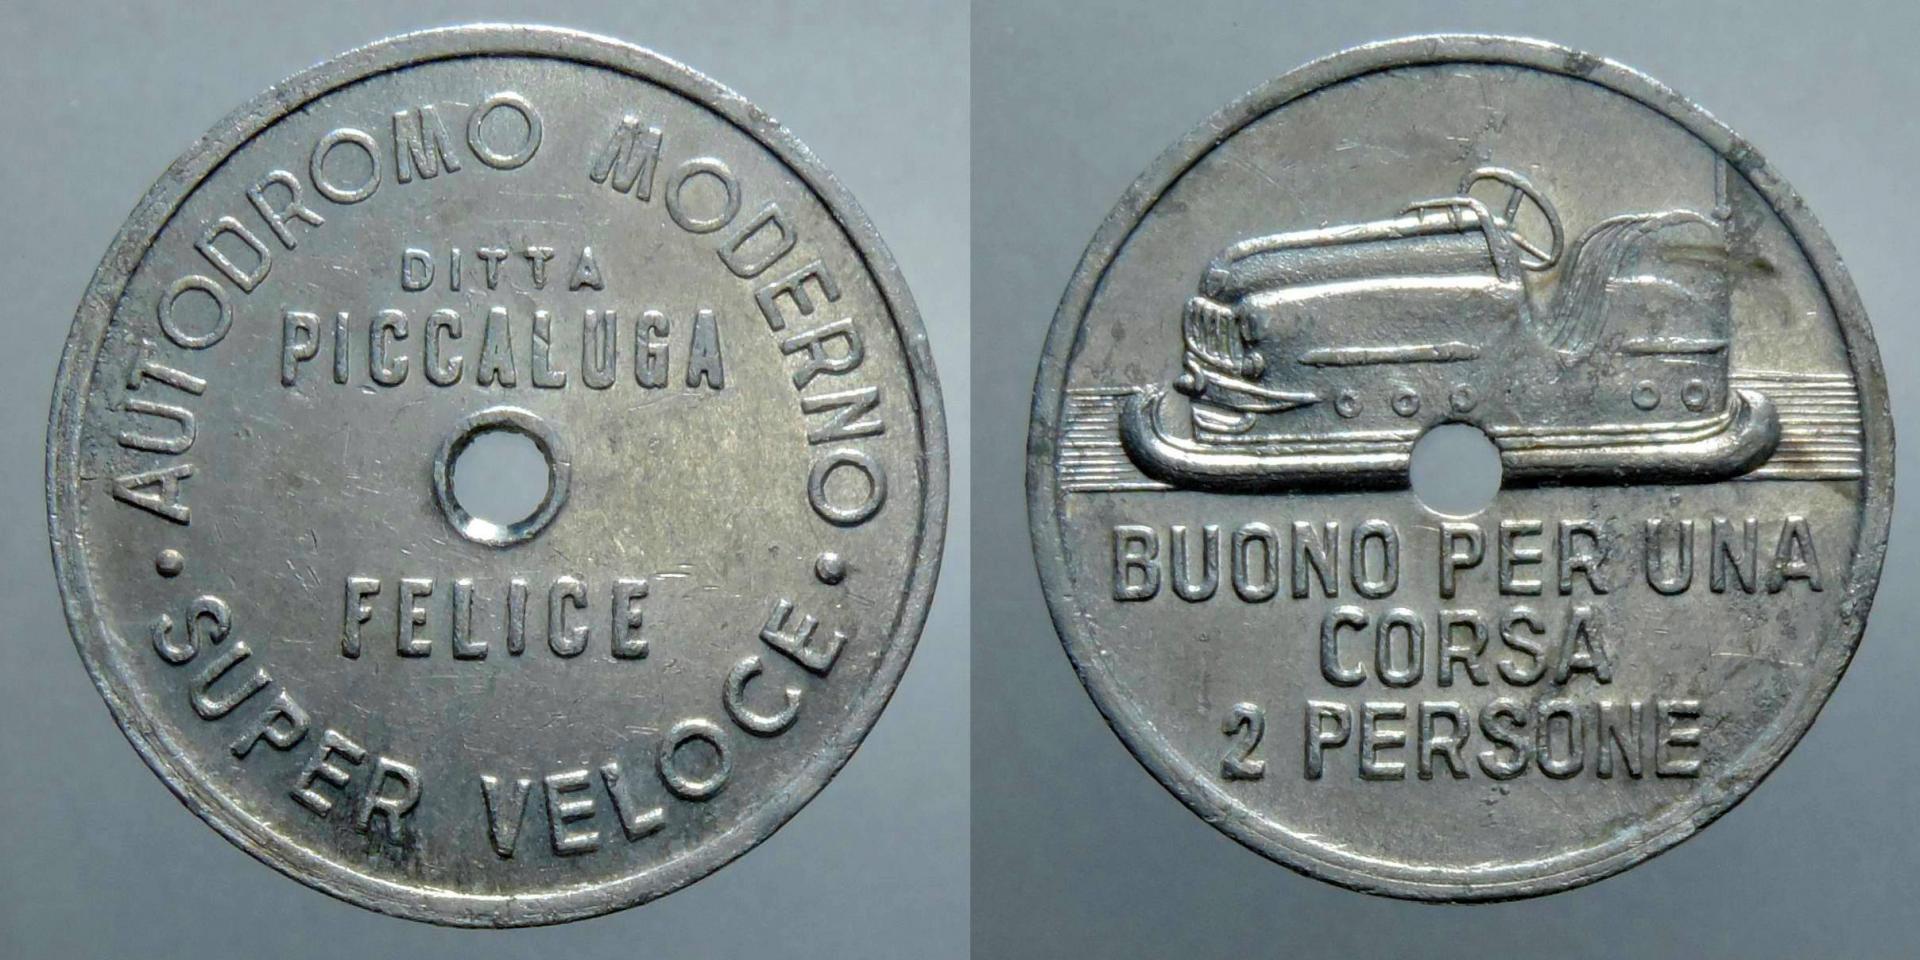 AUTODROMO MODERNO
DITTA
PICCALUGA
FELICE
• SUPER VELOCE •
BUONO PER UNA
CORSA
2 PERSONE